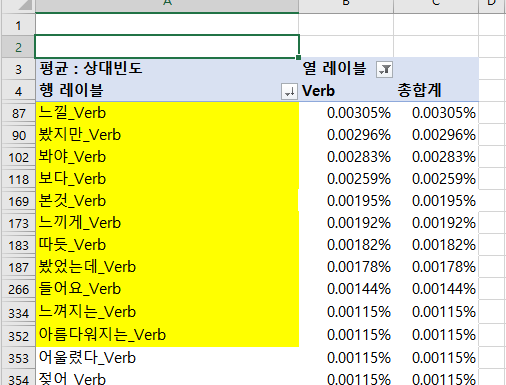 A B C D
1
2
3 평균 : 상대빈도 열 레이블
4 행 레이블 Verb 총합계
87 느낄_Verb 0.00305% 0.00305%
90 봤지만_Verb 0.00296% 0.00296%
102 봐야_Verb 0.00283% 0.00283%
118 보다_Verb 0.00259% 0.00259%
169 본것_Verb 0.00195% 0.00195%
173 느끼게_Verb 0.00192% 0.00192%
183 따듯_Verb 0.00182% 0.00182%
187 봤었는데_Verb 0.00178% 0.00178%
266 들어요_Verb 0.00144% 0.00144%
334 느껴지는_Verb 0.00115% 0.00115%
352 아름다워지는_Verb 0.00115% 0.00115%
353 어울렸다_Verb 0.00115% 0.00115%
354 젖어_Verb 0.00115% 0.00115%